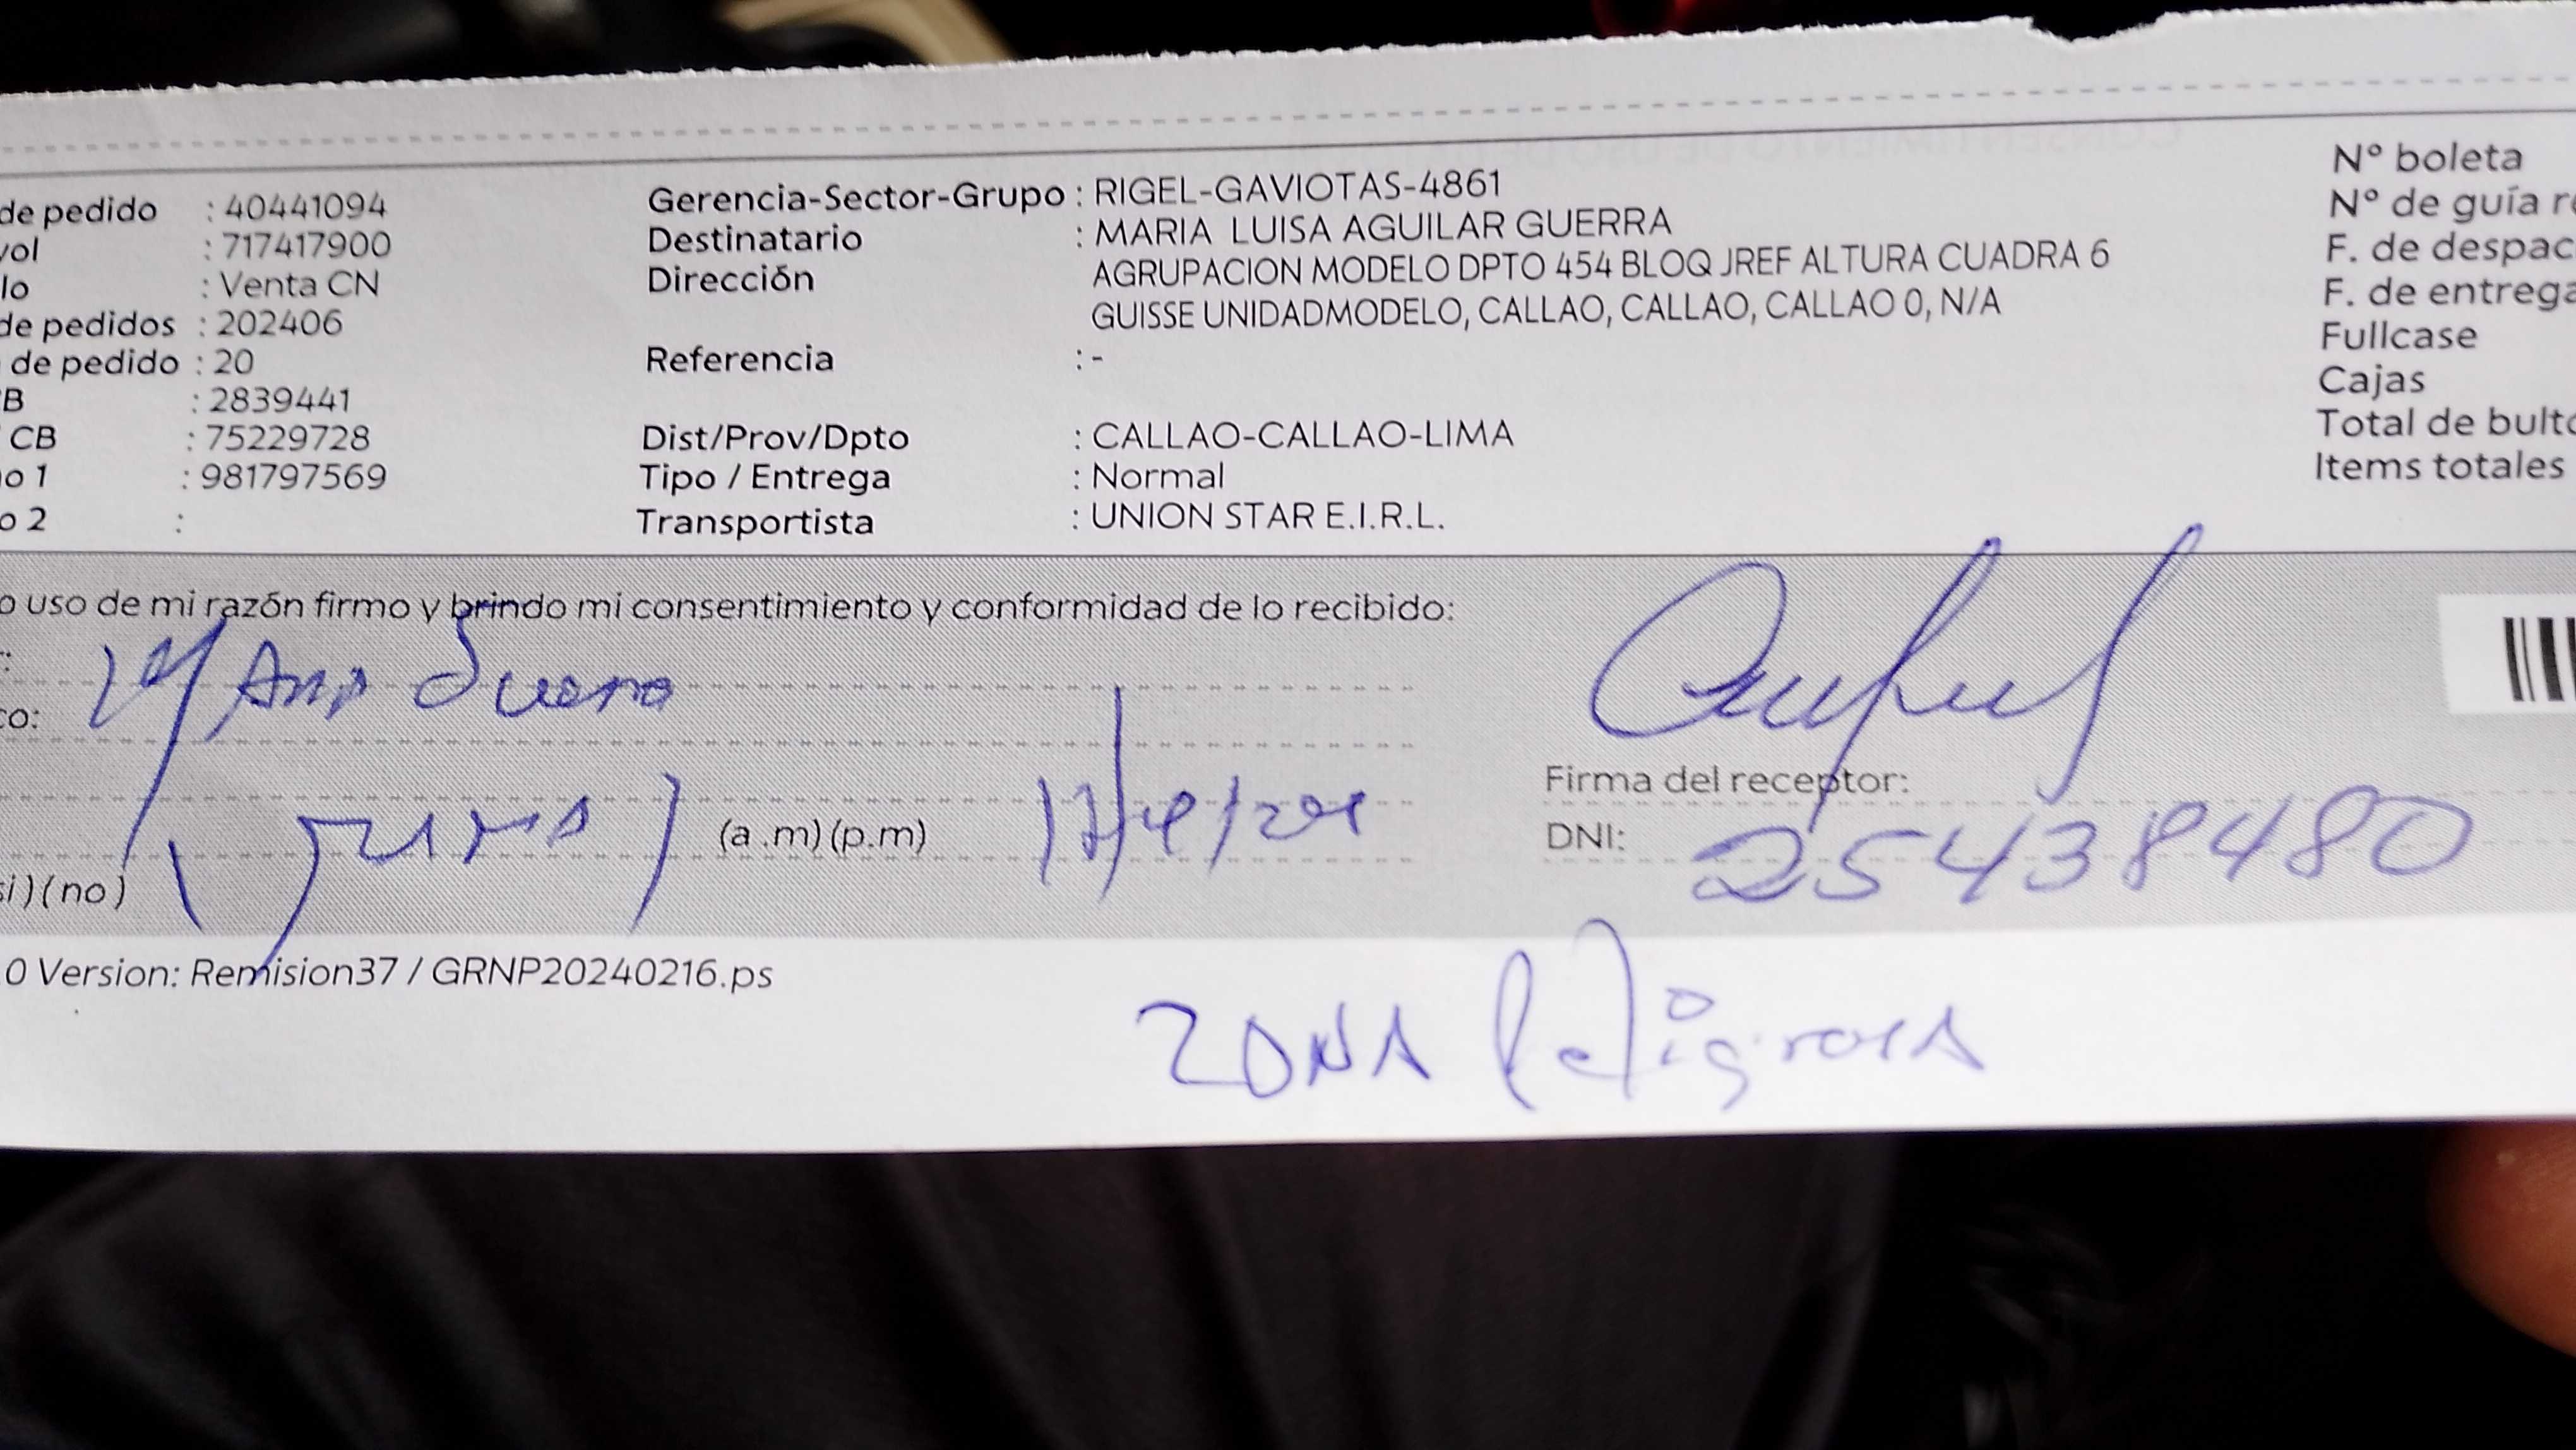 de pedido : 40441094
vol : 717417900
lo : Venta CN
de pedidos : 202406
de pedido : 20
B : 2839441
CB : 75229728
o 1 : 981797569
o 2 :
Gerencia-Sector-Grupo : RIGEL-GAVIOTAS-4861
Destinatario : MARIA LUISA AGUILAR GUERRA
Dirección AGRUPACION MODELO DPTO 454 BLOQ JREF ALTURA CUADRA 6
GUISSE UNIDADMODELO, CALLAO, CALLAO, CALLAO 0, N/A
Referencia : -
Dist/Prov/Dpto : CALLAO-CALLAO-LIMA
Tipo / Entrega : Normal
Transportista : UNION STAR E.I.R.L.
N° boleta
N° de guía re
F. de despac
F. de entrega
Fullcase
Cajas
Total de bulto
Items totales
o uso de mi razón firmo y brindo mi consentimiento y conformidad de lo recibido:
co:
(a .m) (p.m)
si ) ( no )
Firma del receptor:
DNI: 25438480
0 Version: Remision37 / GRNP20240216.ps
ZONA Peligrosa